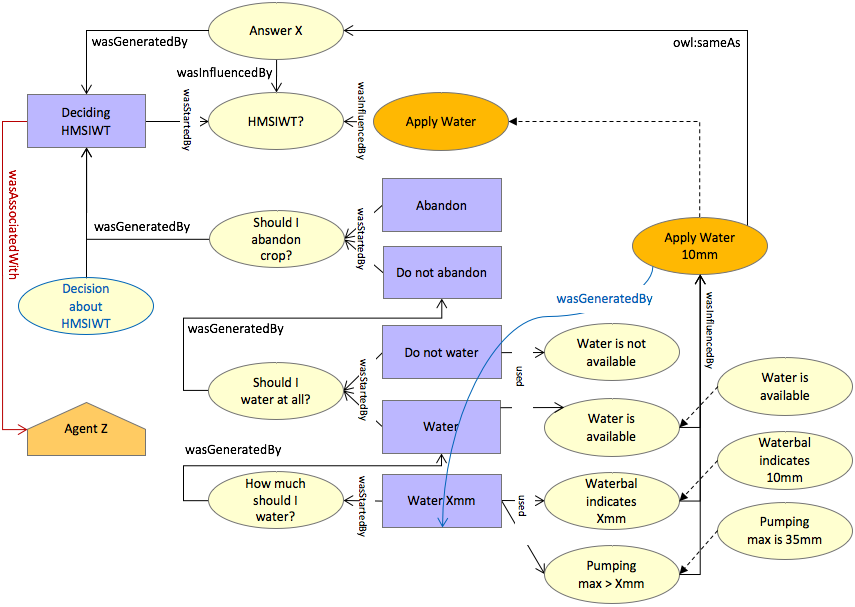 Answer X
wasGeneratedBy
owl:sameAs
wasInfluencedBy
Deciding
HMSIWT
wasStartedBy
HMSIWT?
wasInfluencedBy
Apply Water
wasAssociatedWith
Abandon
wasGeneratedBy
Should I
abandon
crop?
wasStartedBy
Do not abandon
Apply Water
10mm
Decision
about
HMSIWT
wasGeneratedBy
wasInfluencedBy
wasGeneratedBy
Do not water
used
Water is not
available
Should I
water at all?
wasStartedBy
Water is
available
Agent Z
Water
Water is
available
wasGeneratedBy
Waterbal
indicates
10mm
How much
should I
water?
wasStartedBy
Water Xmm
used
Waterbal
indicates
Xmm
Pumping
max is 35mm
Pumping
max > Xmm